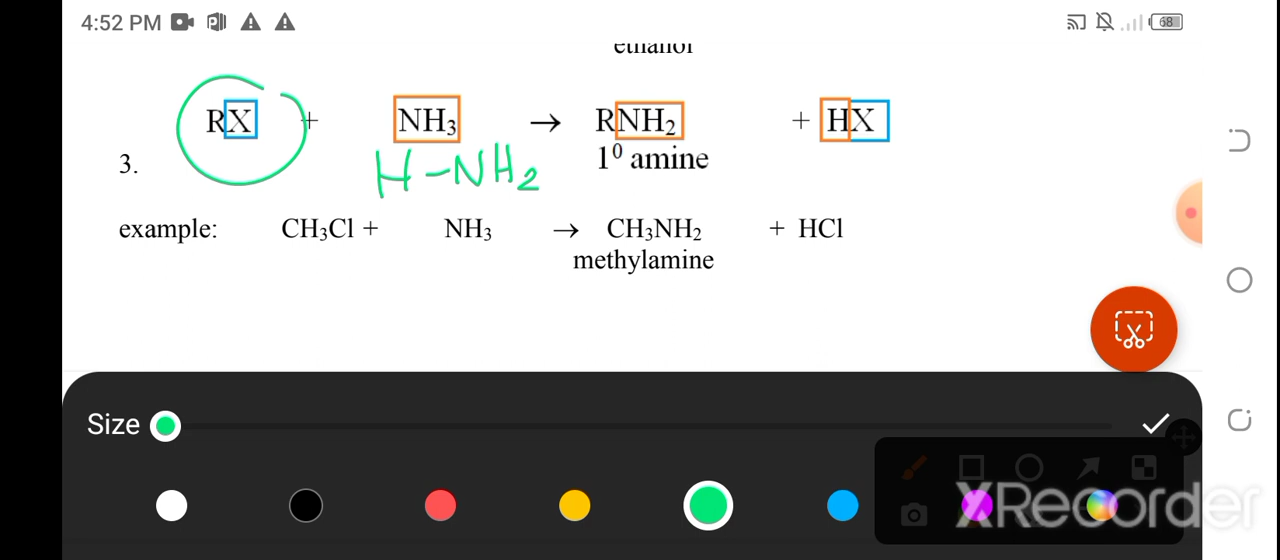 4:52 PM 68
ethanol
RX + NH₃ → RNH₂ + HX
H-NH₂ 1⁰ amine
3.
example: CH₃Cl + NH₃ → CH₃NH₂ + HCl
methylamine
Size
XRecorder